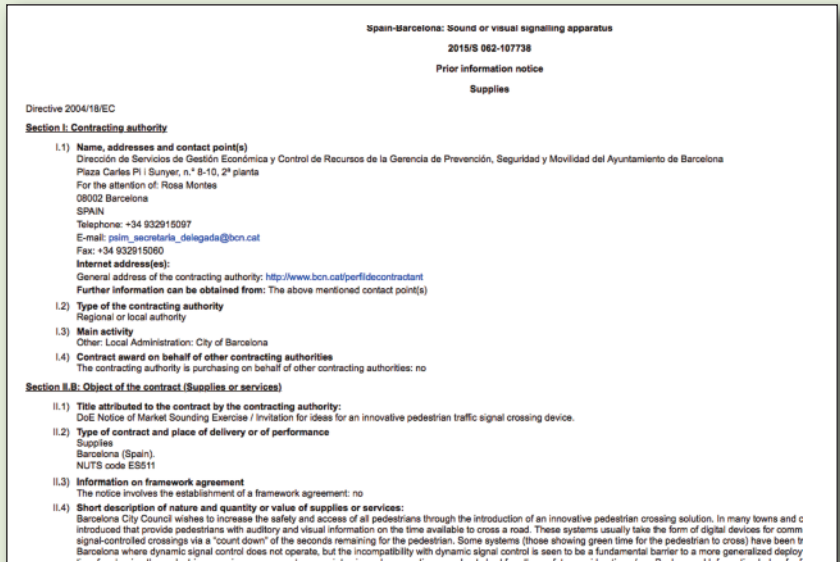 Spain-Barcelona: Sound or visual signalling apparatus
2015/S 062-107738
Prior information notice
Supplies
Directive 2004/18/EC
Section I: Contracting authority
I.1) Name, addresses and contact point(s)
Dirección de Servicios de Gestión Económica y Control de Recursos de la Gerencia de Prevención, Seguridad y Movilidad del Ayuntamiento de Barcelona
Plaza Carles Pi i Sunyer, n.° 8-10, 2ª planta
For the attention of: Rosa Montes
08002 Barcelona
SPAIN
Telephone: +34 932915097
E-mail: psim_secretaria_delegada@bcn.cat
Fax: +34 932915060
Internet address(es):
General address of the contracting authority: http://www.bcn.cat/perfildecontractant
Further information can be obtained from: The above mentioned contact point(s)
I.2) Type of the contracting authority
Regional or local authority
I.3) Main activity
Other: Local Administration: City of Barcelona
I.4) Contract award on behalf of other contracting authorities
The contracting authority is purchasing on behalf of other contracting authorities: no
Section II.B: Object of the contract (Supplies or services)
II.1) Title attributed to the contract by the contracting authority:
DoE Notice of Market Sounding Exercise / Invitation for ideas for an innovative pedestrian traffic signal crossing device.
II.2) Type of contract and place of delivery or of performance
Supplies
Barcelona (Spain).
NUTS code ES511
II.3) Information on framework agreement
The notice involves the establishment of a framework agreement: no
II.4) Short description of nature and quantity or value of supplies or services:
Barcelona City Council wishes to increase the safety and access of all pedestrians through the introduction of an innovative pedestrian crossing solution. In many towns and c
introduced that provide pedestrians with auditory and visual information on the time available to cross a road. These systems usually take the form of digital devices for comm
signal-controlled crossings via a "count down" of the seconds remaining for the pedestrian. Some systems (those showing green time for the pedestrian to cross) have been tr
Barcelona where dynamic signal control does not operate, but the incompatibility with dynamic signal control is seen to be a fundamental barrier to a more generalized deploy